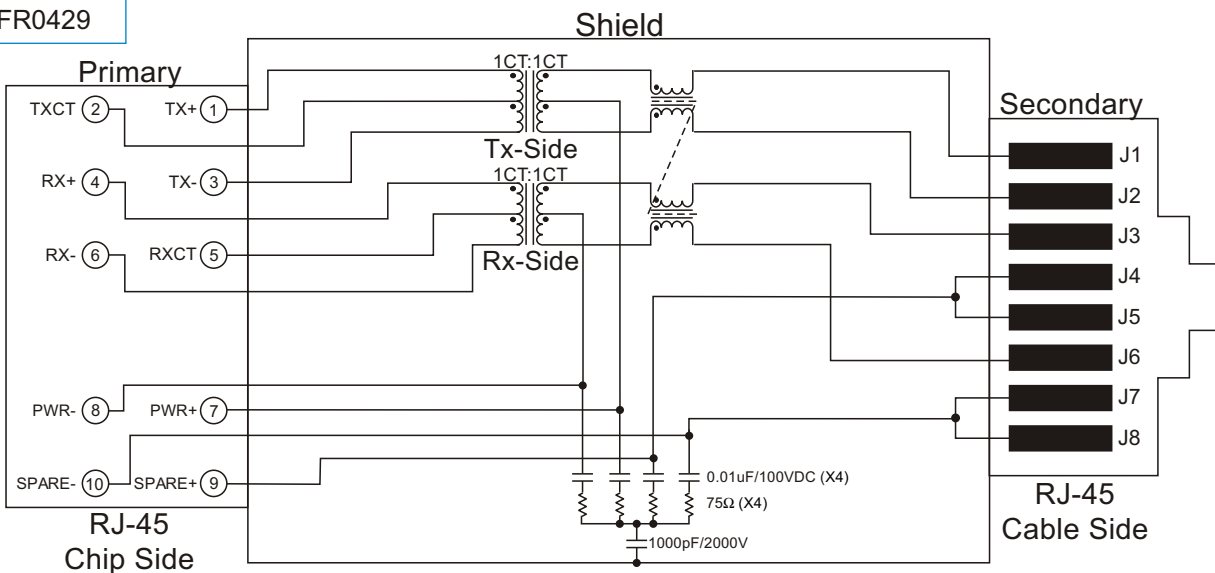 FR0429
Shield
Primary
1CT:1CT
TXCT 2
TX+ 1
Secondary
Tx-Side
J1
1CT:1CT
RX+ 4
TX- 3
J2
J3
RX- 6
RXCT 5
Rx-Side
J4
J5
J6
PWR- 8
PWR+ 7
J7
J8
SPARE- 10
SPARE+ 9
0.01uF/100VDC (X4)
75Ω (X4)
RJ-45
Cable Side
RJ-45
Chip Side
1000pF/2000V